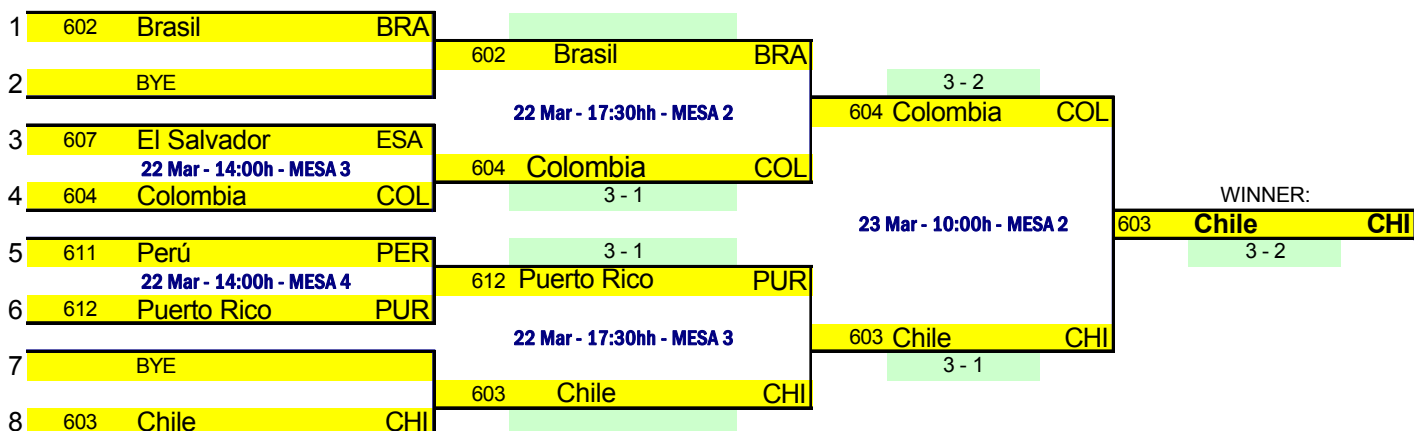 1 602 Brasil BRA
602 Brasil BRA
2 BYE
3 - 2
22 Mar - 17:30hh - MESA 2
604 Colombia COL
3 607 El Salvador ESA
22 Mar - 14:00h - MESA 3
604 Colombia COL
4 604 Colombia COL
3 - 1
WINNER:
23 Mar - 10:00h - MESA 2
603 Chile CHI
5 611 Perú PER
3 - 1
3 - 2
22 Mar - 14:00h - MESA 4
612 Puerto Rico PUR
6 612 Puerto Rico PUR
22 Mar - 17:30hh - MESA 3
603 Chile CHI
7 BYE
3 - 1
603 Chile CHI
8 603 Chile CHI